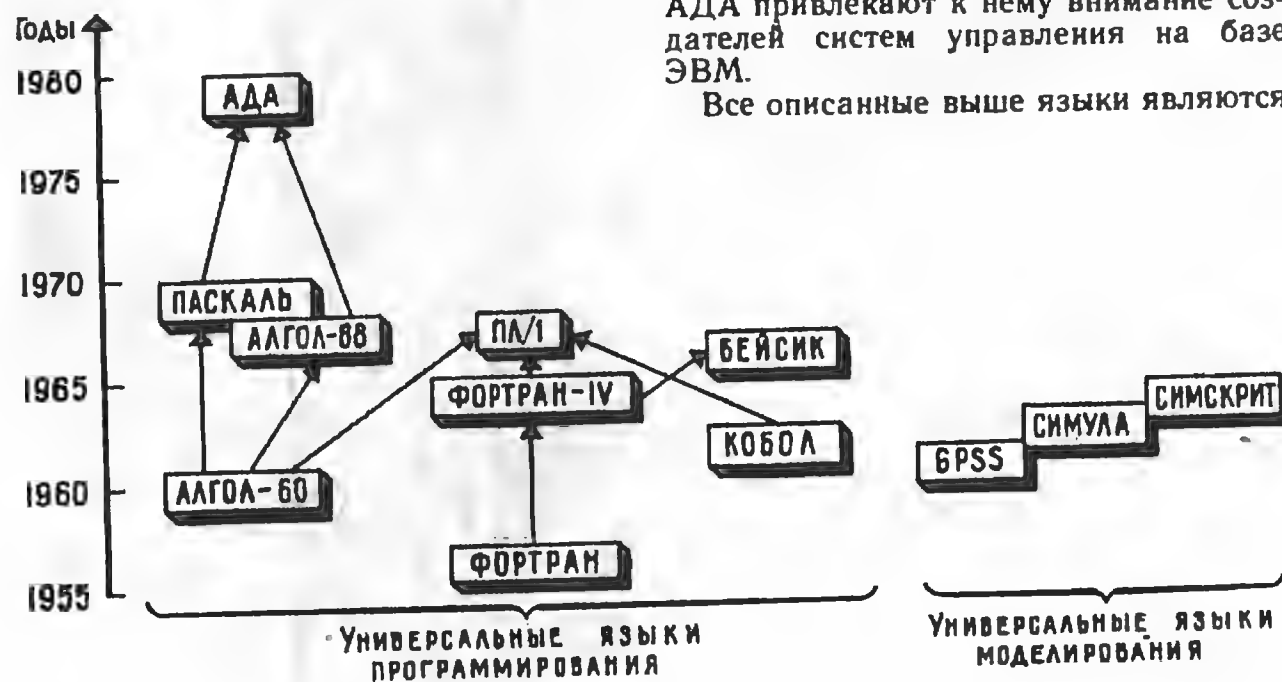 АДА привлекают к нему внимание соз-
дателей систем управления на базе
ЭВМ.
Все описанные выше языки являются
Годы
1980
АДА
1975
1970
ПАСКАЛЬ
АЛГОЛ-88
ПЛ/1
БЕЙСИК
1965
ФОРТРАН-IV
СИМСКРИТ
СИМУЛА
КОБОЛ
GPSS
1960
АЛГОЛ-60
ФОРТРАН
1955
УНИВЕРСАЛЬНЫЕ ЯЗЫКИ
ПРОГРАММИРОВАНИЯ
УНИВЕРСАЛЬНЫЕ ЯЗЫКИ
МОДЕЛИРОВАНИЯ